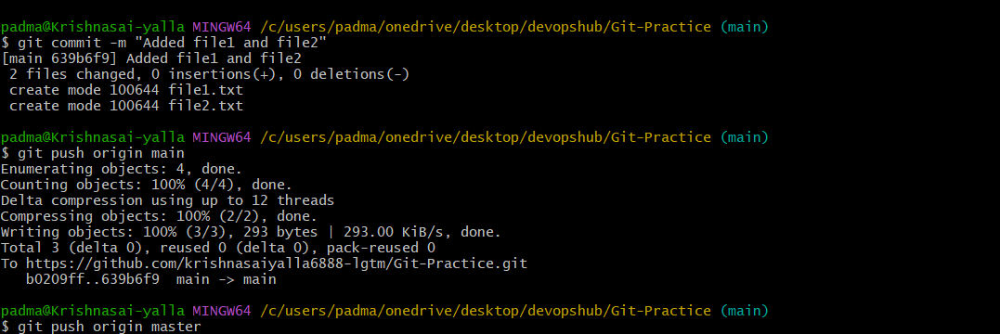 padma@Krishnasai-yalla MINGW64 /c/users/padma/onedrive/desktop/devopshub/Git-Practice (main)
$ git commit -m "Added file1 and file2"
[main 639b6f9] Added file1 and file2
 2 files changed, 0 insertions(+), 0 deletions(-)
 create mode 100644 file1.txt
 create mode 100644 file2.txt
padma@Krishnasai-yalla MINGW64 /c/users/padma/onedrive/desktop/devopshub/Git-Practice (main)
$ git push origin main
Enumerating objects: 4, done.
Counting objects: 100% (4/4), done.
Delta compression using up to 12 threads
Compressing objects: 100% (2/2), done.
Writing objects: 100% (3/3), 293 bytes | 293.00 KiB/s, done.
Total 3 (delta 0), reused 0 (delta 0), pack-reused 0
To https://github.com/krishnasaiyalla6888-lgtm/Git-Practice.git
   b0209ff..639b6f9  main -> main
padma@Krishnasai-yalla MINGW64 /c/users/padma/onedrive/desktop/devopshub/Git-Practice (main)
$ git push origin master